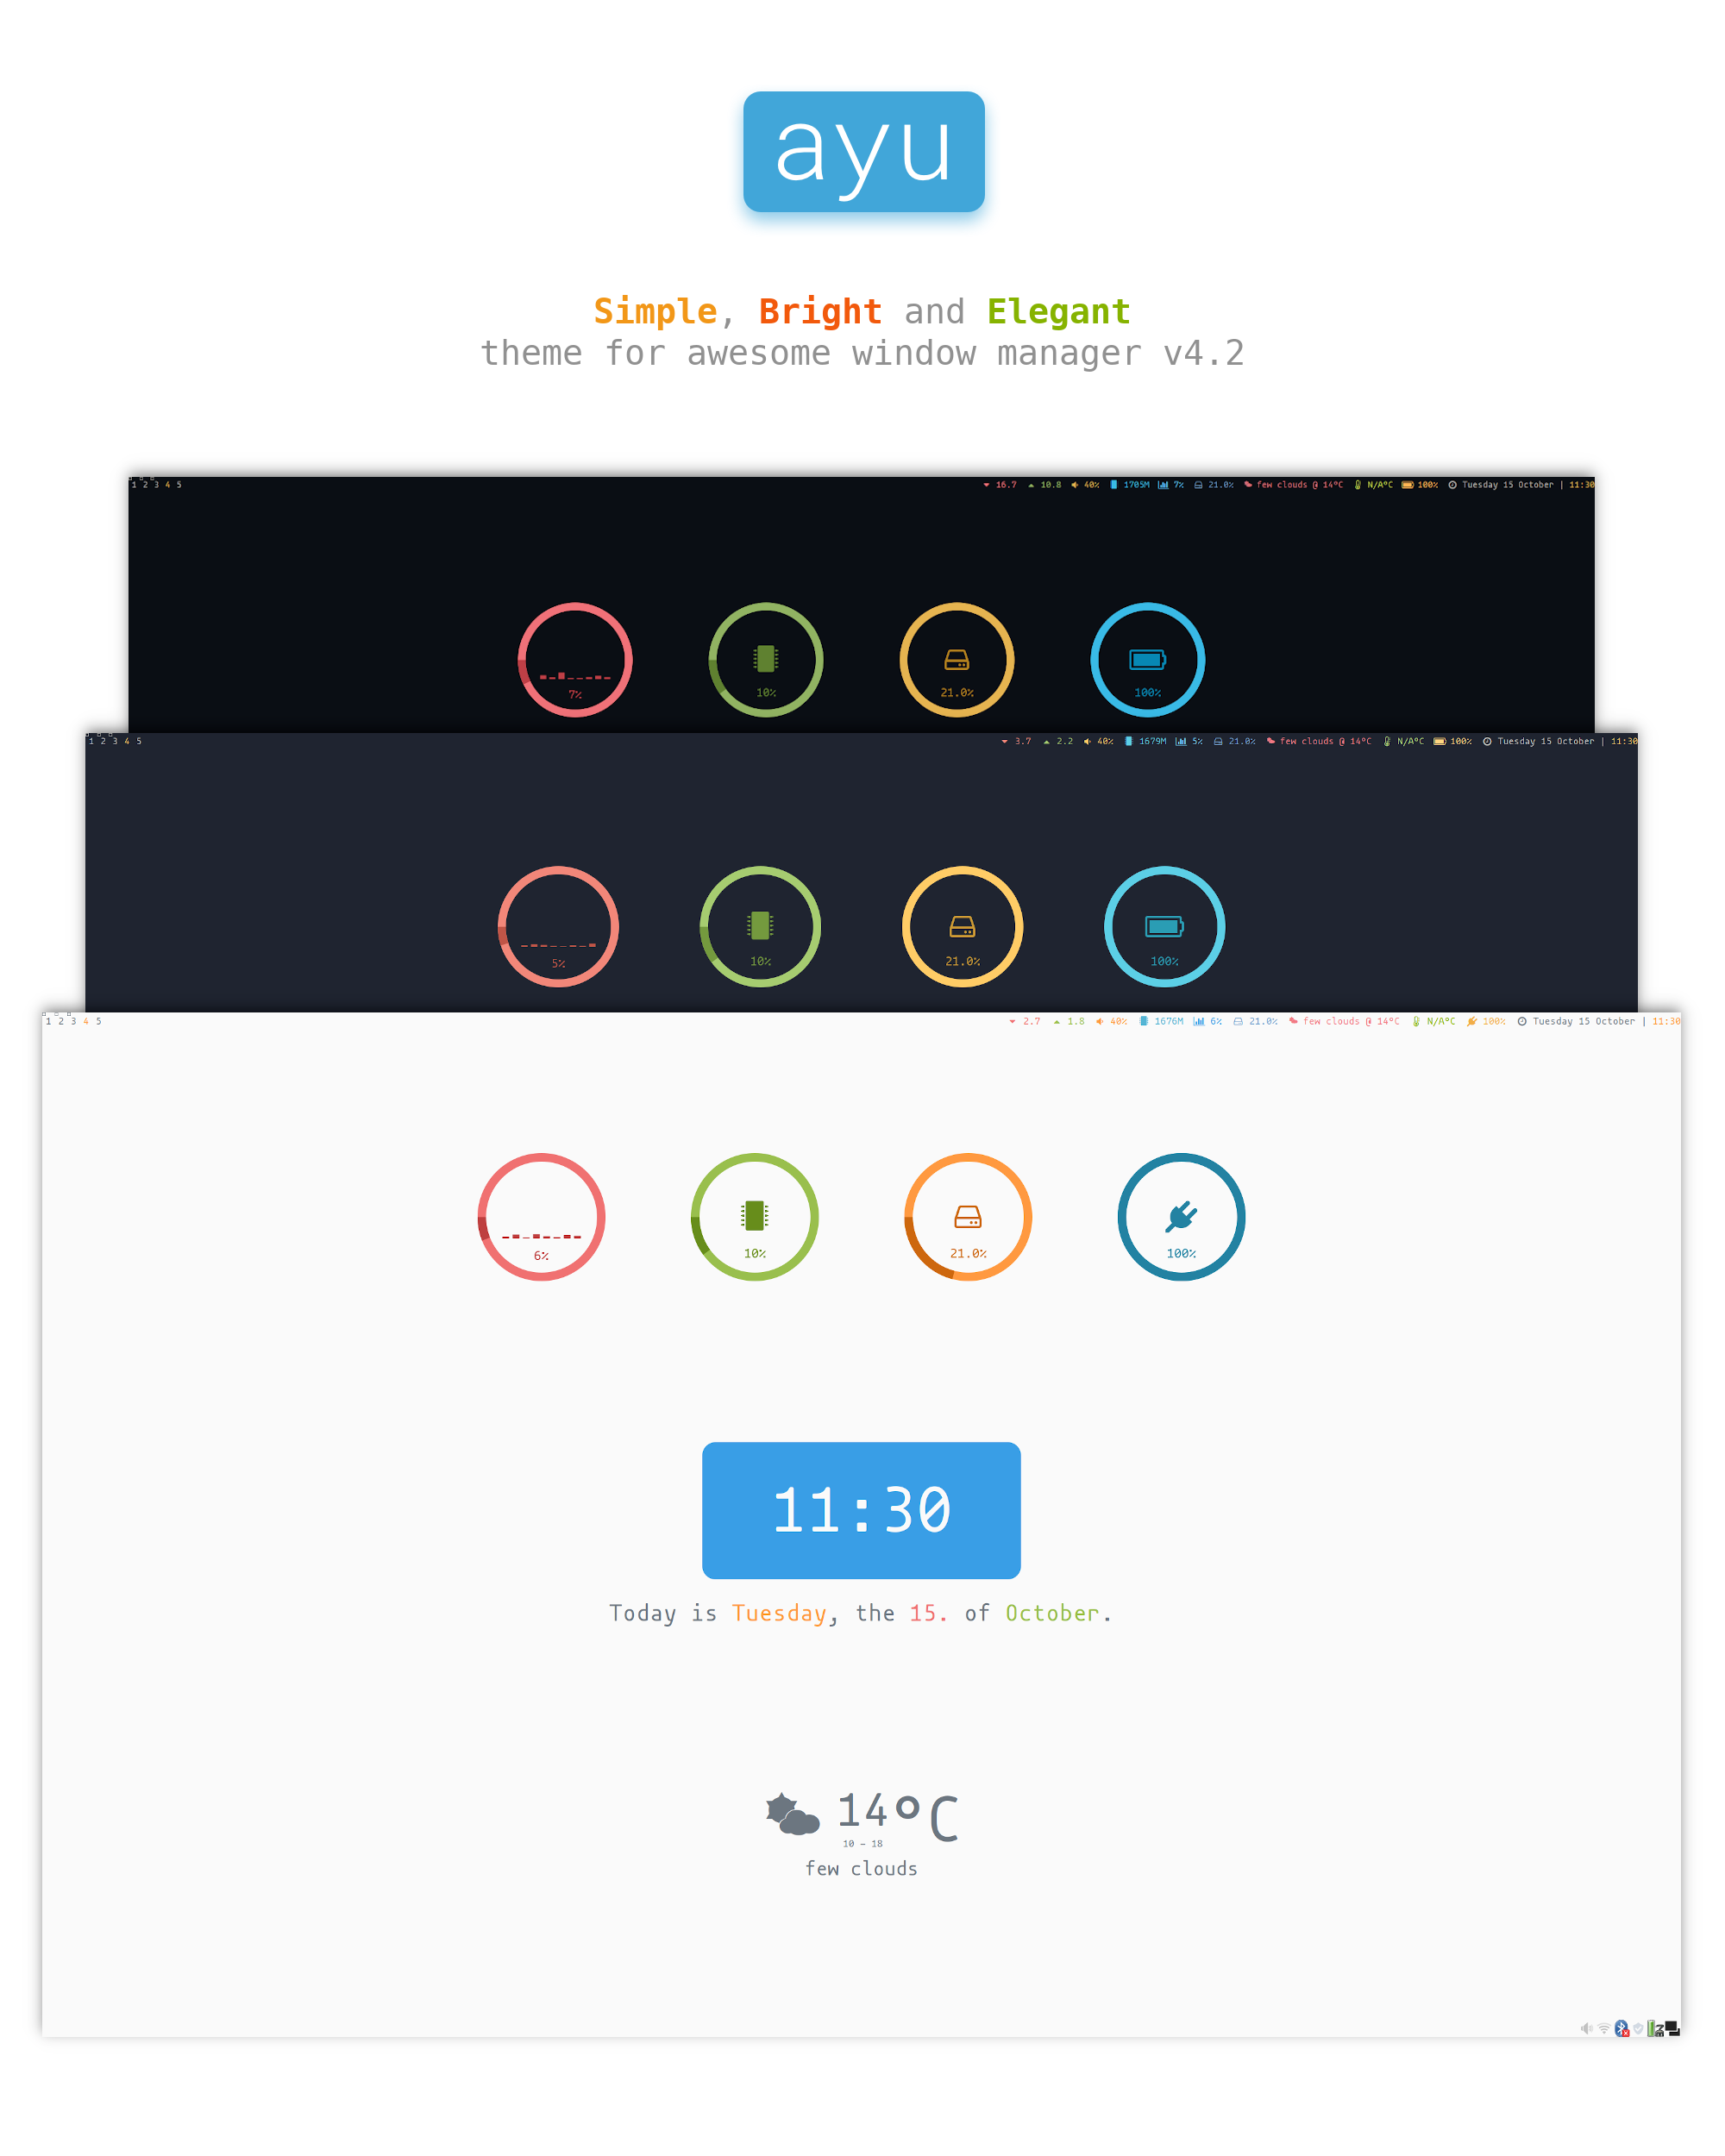 ayu
Simple, Bright and Elegant
theme for awesome window manager v4.2
1 2 3 4 5 16.7 10.8 40% 1705M 7% 21.0% few clouds @ 14°C N/A°C 100% Tuesday 15 October | 11:30
7% 10% 21.0% 100%
1 2 3 4 5 3.7 2.2 40% 1679M 5% 21.0% few clouds @ 14°C N/A°C 100% Tuesday 15 October | 11:30
5% 10% 21.0% 100%
1 2 3 4 5 2.7 1.8 40% 1676M 6% 21.0% few clouds @ 14°C N/A°C 100% Tuesday 15 October | 11:30
6% 10% 21.0% 100%
11:30
Today is Tuesday, the 15. of October.
14°C
10 – 18
few clouds